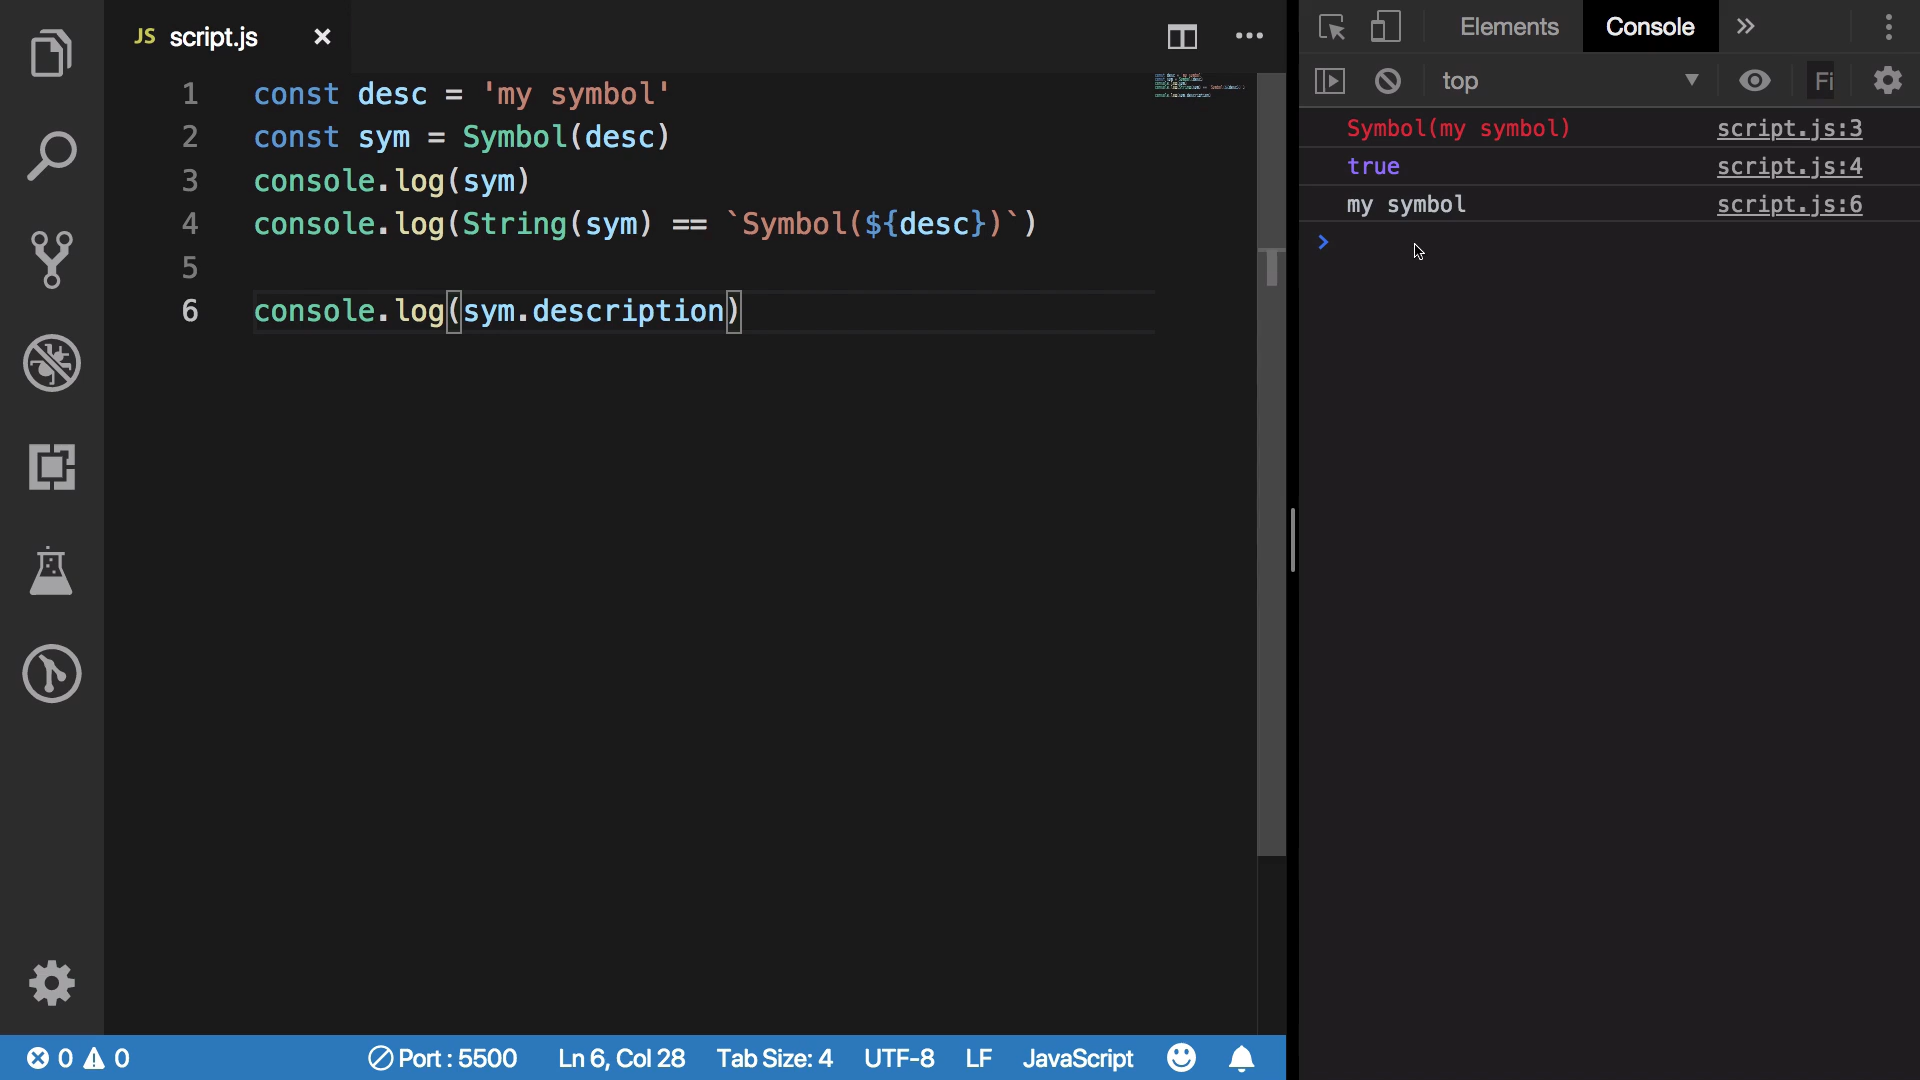 JS script.js
1 const desc = 'my symbol'
2 const sym = Symbol(desc)
3 console.log(sym)
4 console.log(String(sym) == `Symbol(${desc})`)
5
6 console.log(sym.description)
0 0 Port : 5500 Ln 6, Col 28 Tab Size: 4 UTF-8 LF JavaScript
Elements Console
top Fi
Symbol(my symbol) script.js:3
true script.js:4
my symbol script.js:6